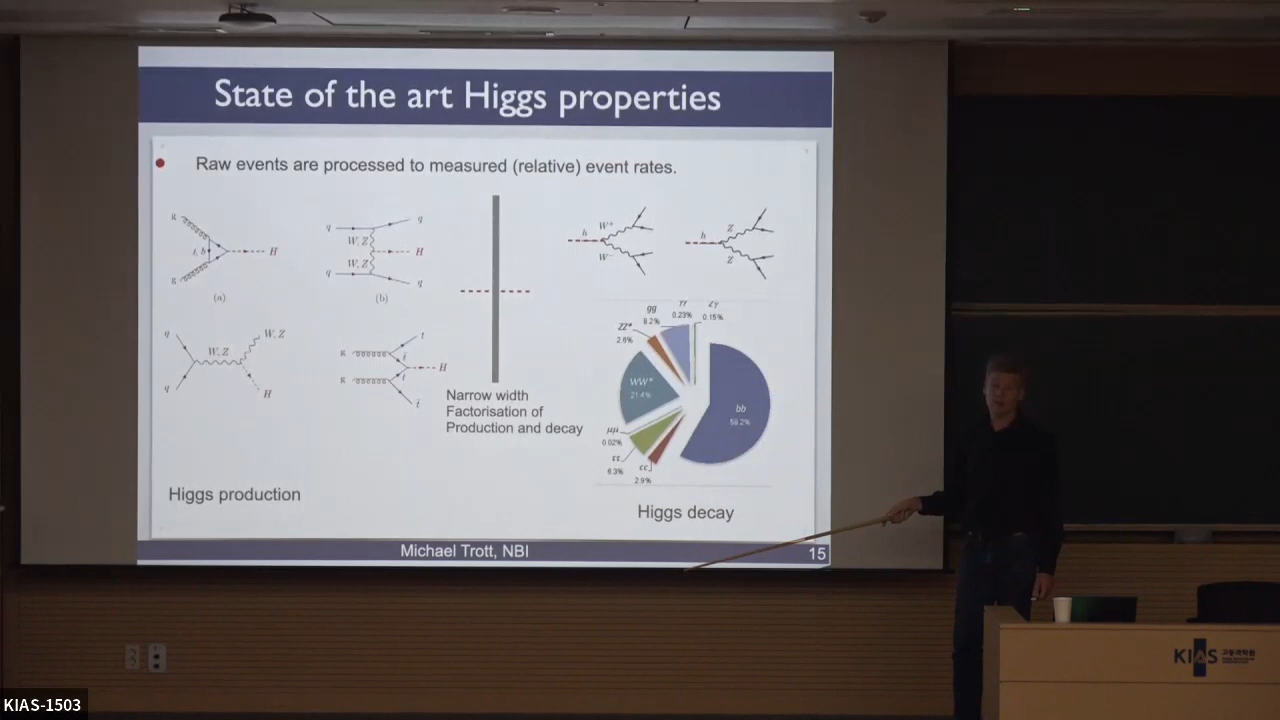 State of the art Higgs properties
Raw events are processed to measured (relative) event rates.
g
g
t, b
H
(a)
q
q
W, Z
W, Z
H
q
q
(b)
h
W+
W-
h
Z
Z
q
q
W, Z
W, Z
H
g
g
t
t
H
Narrow width
Factorisation of
Production and decay
gg
8.2%
γγ
0.23%
Zγ
0.15%
ZZ*
2.6%
WW*
21.4%
bb
58.2%
μμ
0.02%
ττ
6.3%
cc
2.9%
Higgs production
Higgs decay
Michael Trott, NBI
15
KIAS 고등과학원
KIAS-1503